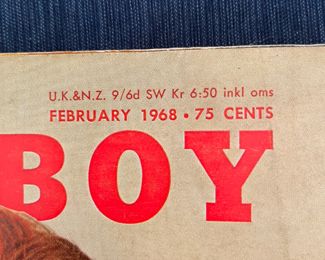 U.K.&N.Z. 9/6d SW Kr 6:50 inkl oms
FEBRUARY 1968 • 75 CENTS
BOY